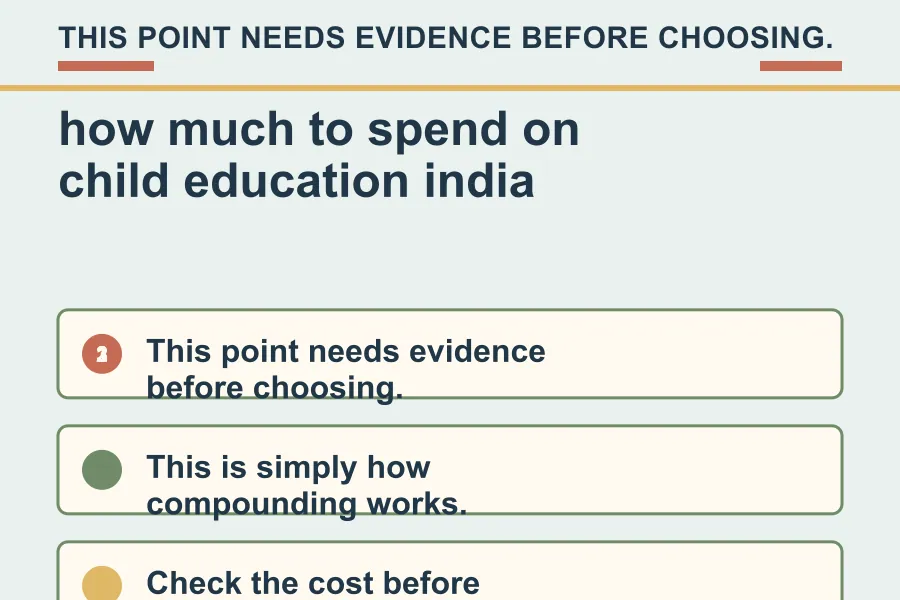 THIS POINT NEEDS EVIDENCE BEFORE CHOOSING.
how much to spend on
child education india
This point needs evidence
before choosing.
This is simply how
compounding works.
Check the cost before